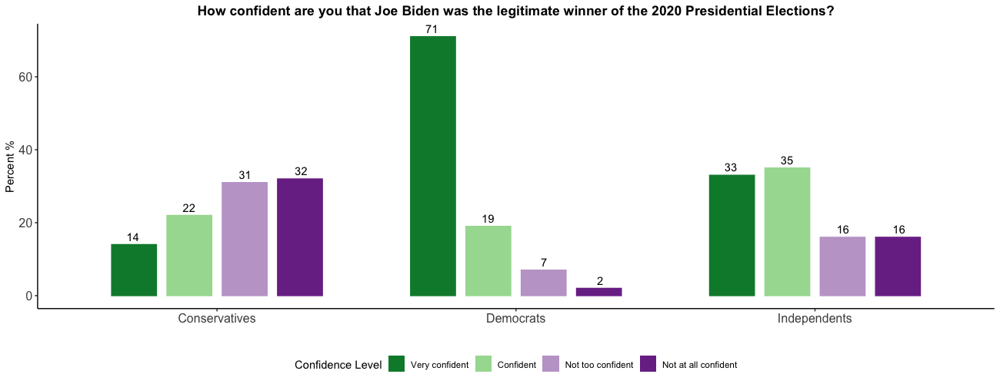 How confident are you that Joe Biden was the legitimate winner of the 2020 Presidential Elections?
Percent %
60
40
20
0
14
22
31
32
71
19
7
2
33
35
16
16
Conservatives
Democrats
Independents
Confidence Level
Very confident
Confident
Not too confident
Not at all confident